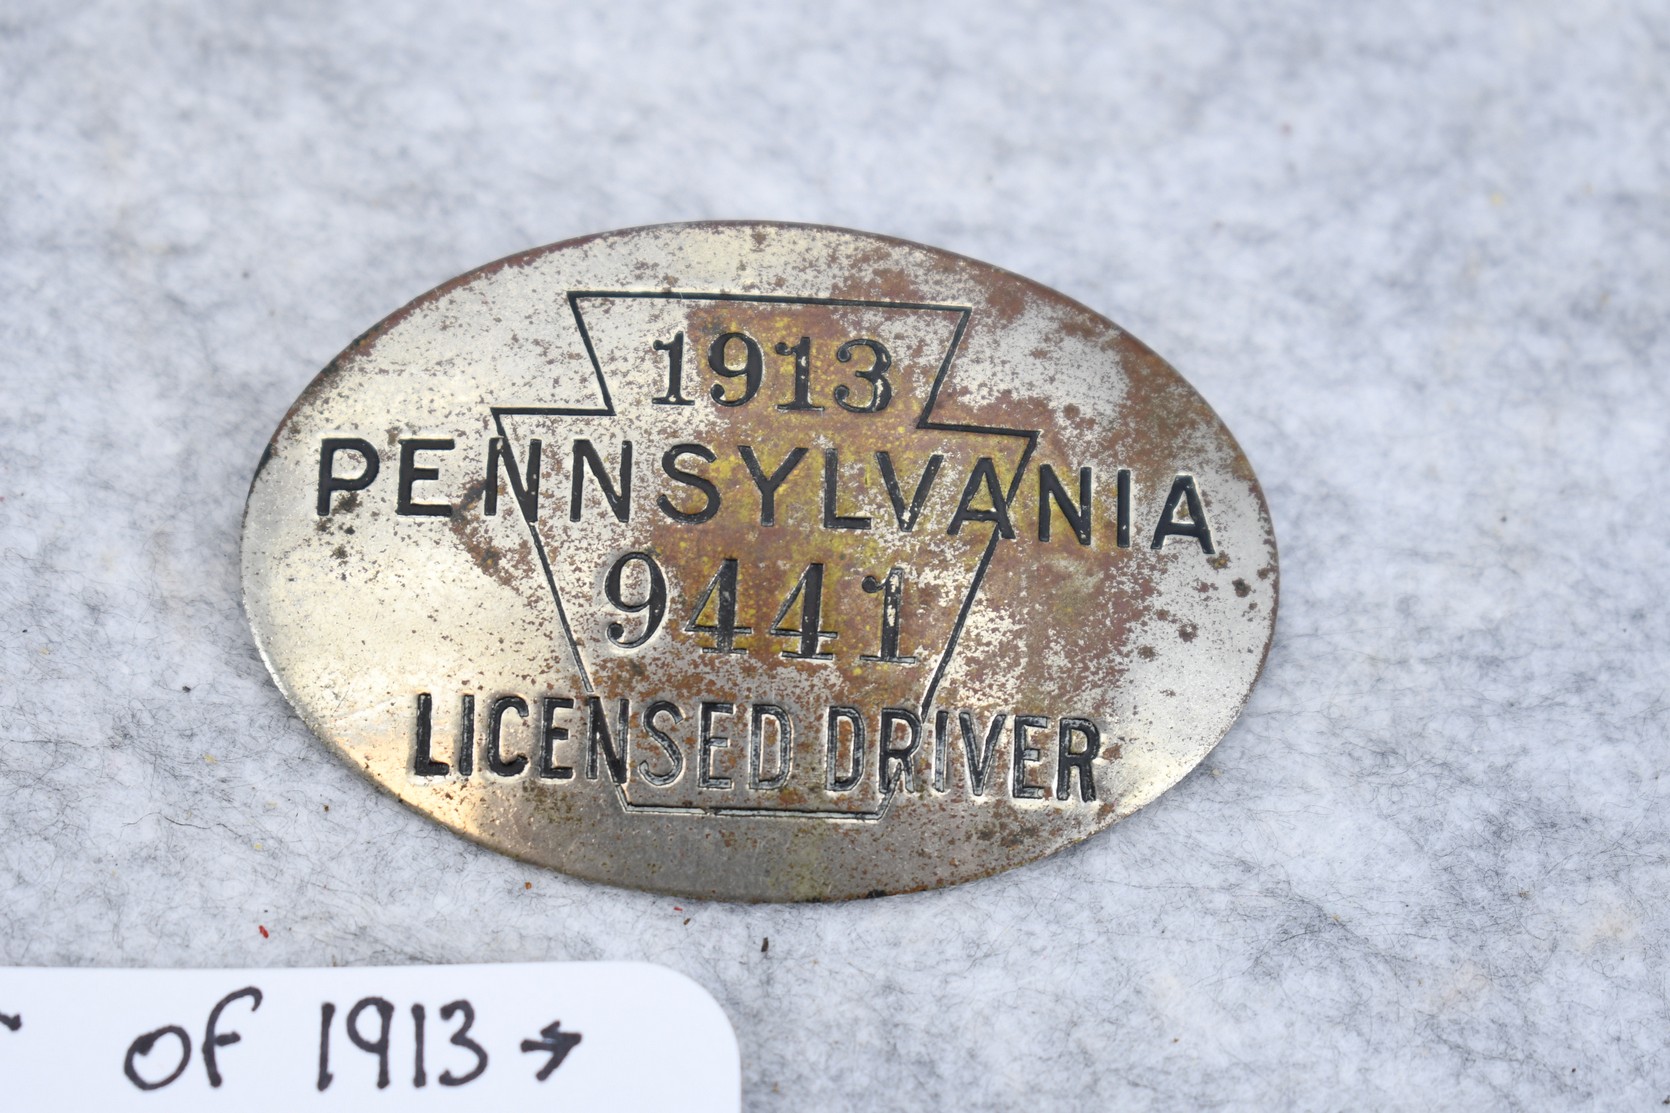 1913
PENNSYLVANIA
9441
LICENSED DRIVER
of 1913 →